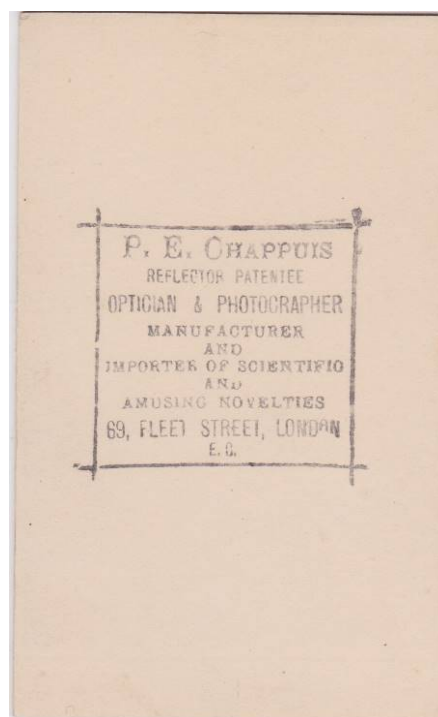 P. E. CHAPPUIS
REFLECTOR PATENTEE
OPTICIAN & PHOTOGRAPHER
MANUFACTURER
AND
IMPORTER OF SCIENTIFIC
AND
AMUSING NOVELTIES
69, FLEET STREET, LONDON
E. C.